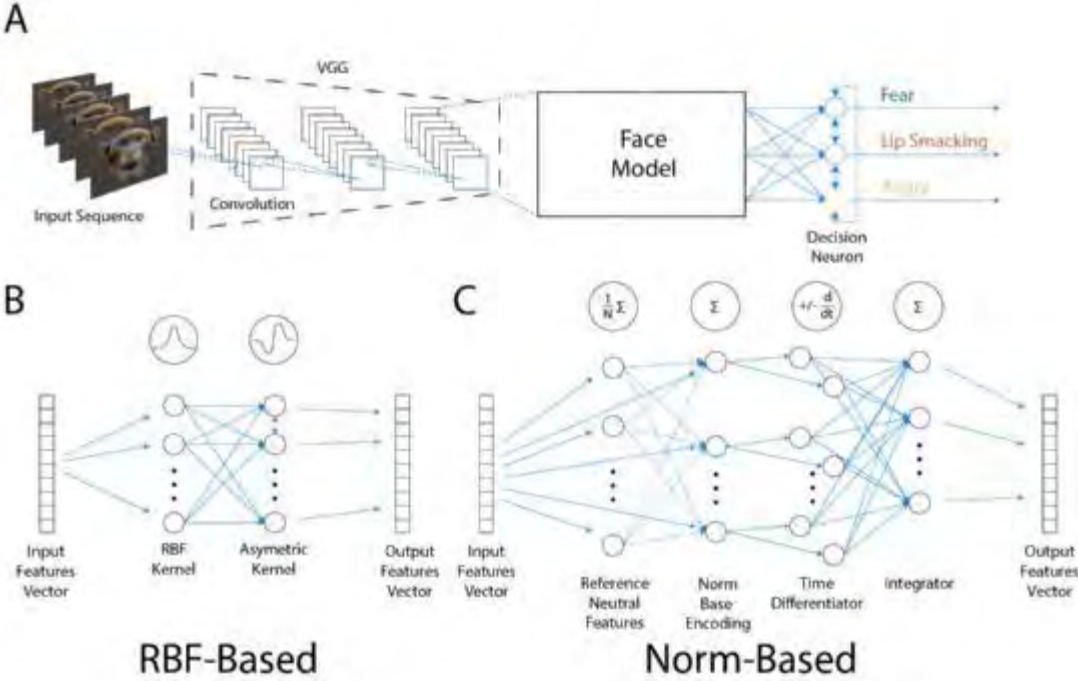 A
VGG
Fear
Lip Smacking
Angry
Face
Model
Input Sequence
Convolution
Decision
Neuron
B
C
1/N Σ
Σ
+/- d/dt
Σ
Input
Features
Vector
RBF
Kernel
Asymetric
Kernel
Output
Features
Vector
Input
Features
Vector
Reference
Neutral
Features
Norm
Base
Encoding
Time
Differentiator
Integrator
Output
Features
Vector
RBF-Based
Norm-Based